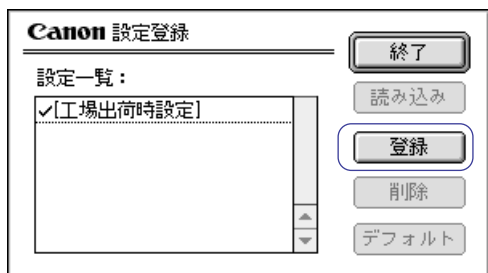 Canon 設定登録
設定一覧：
✓[工場出荷時設定]
終了
読み込み
登録
削除
デフォルト